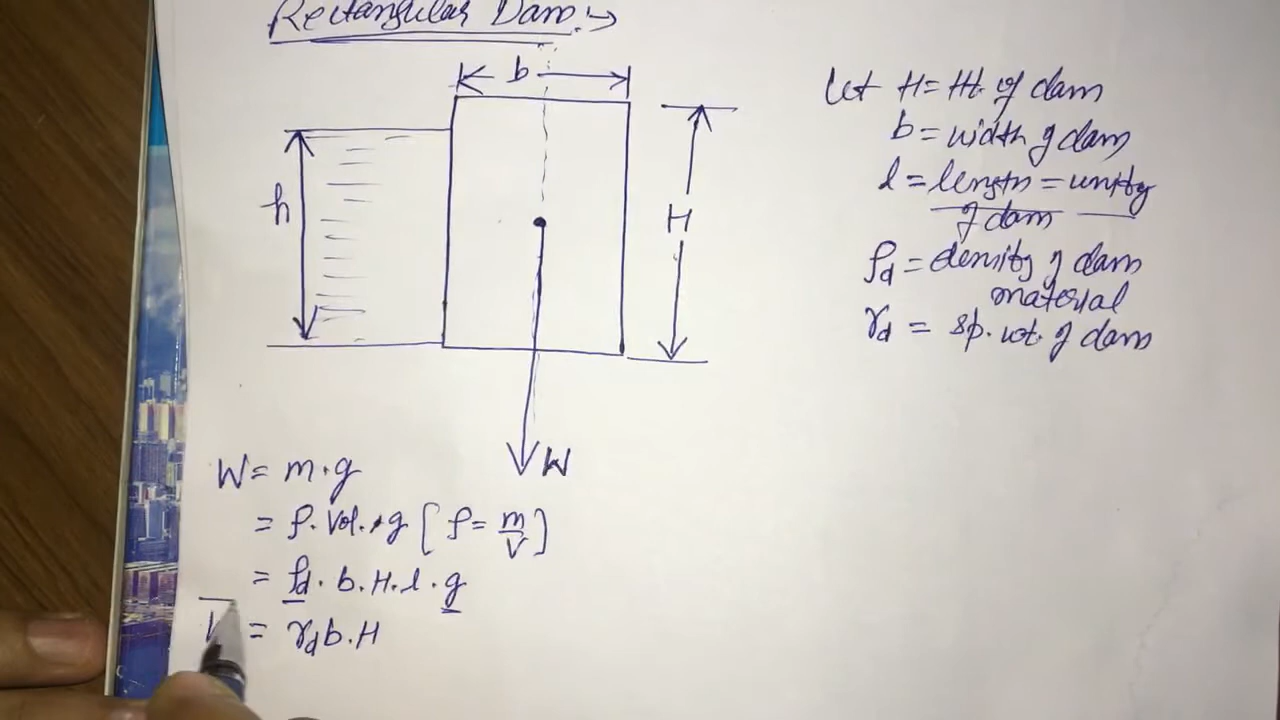 Rectangular Dam:→
b
h
H
W
Let H = Ht. of dam
b = width of dam
l = length = unity
of dam
ρd = density of dam
material
γd = sp. wt. of dam
W = m·g
= ρ. Vol. g [ρ = m/V]
= ρd · b. H. l. g
= γd b. H